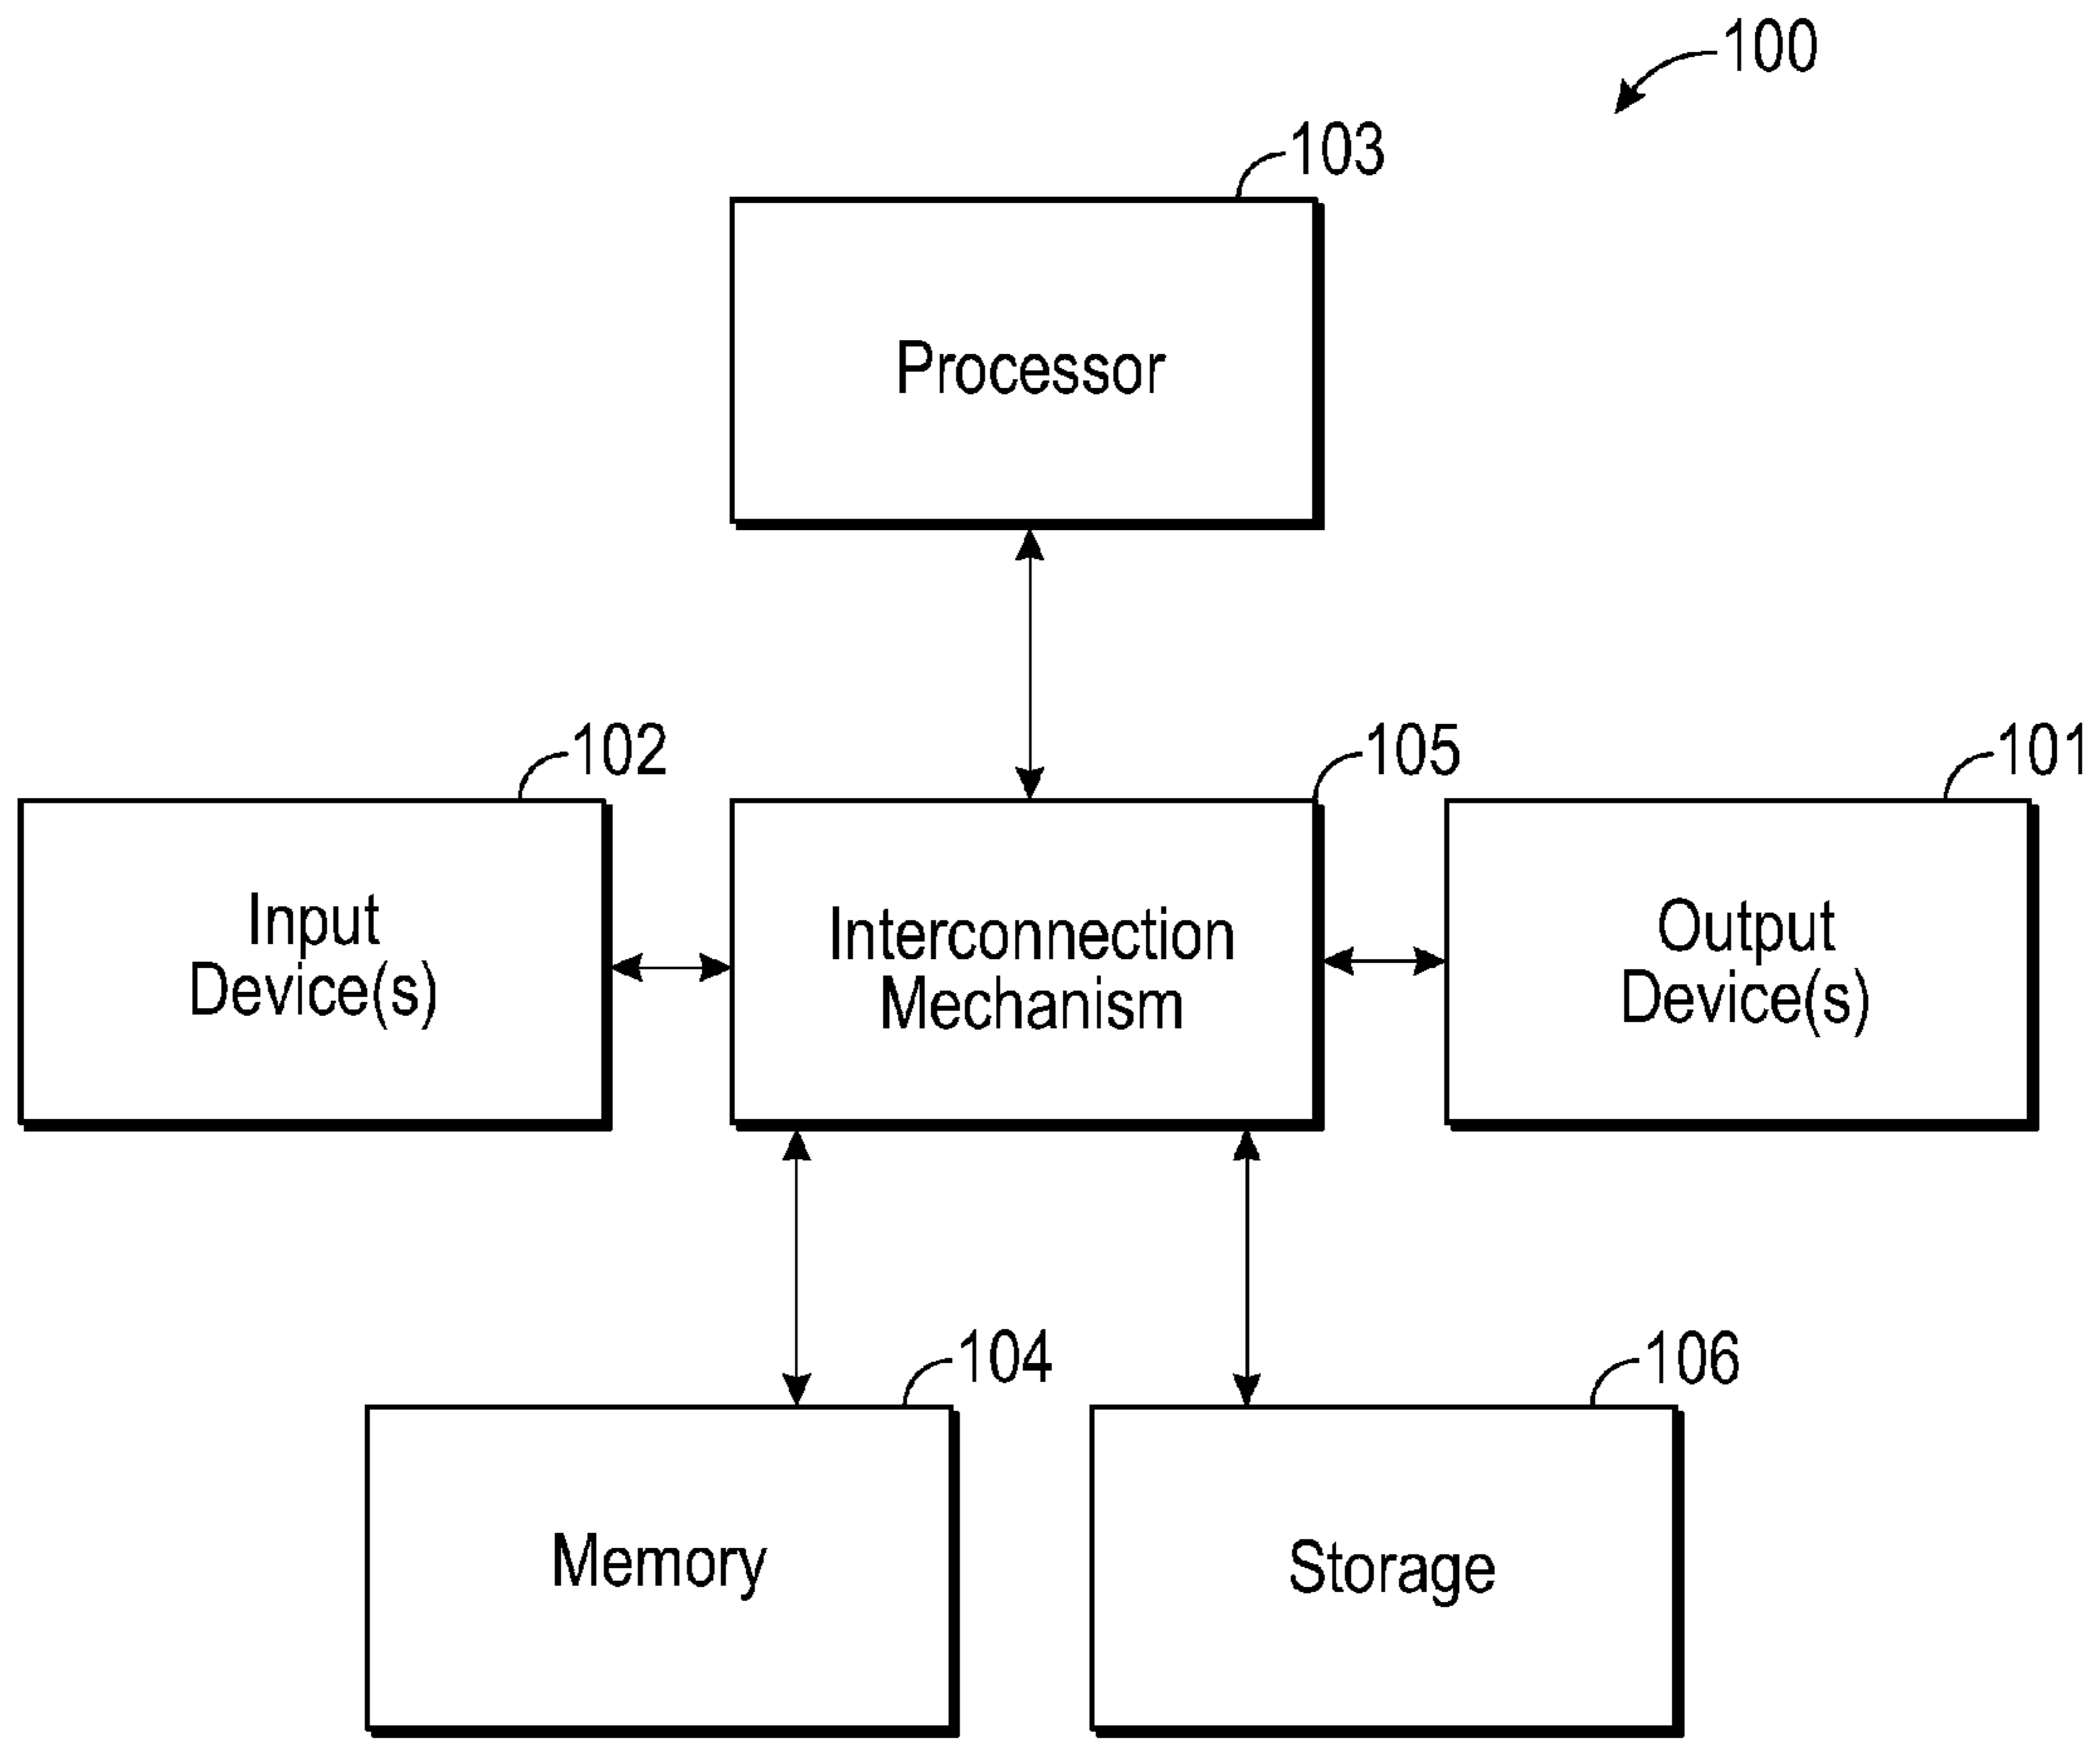 100
103
Processor
102
105
101
Input
Device(s)
Interconnection
Mechanism
Output
Device(s)
104
106
Memory
Storage